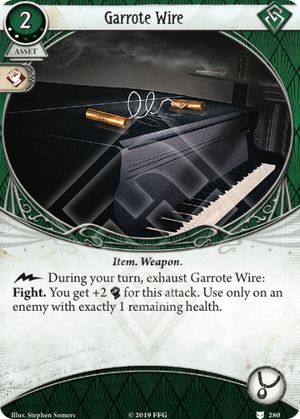 2
Garrote Wire
ASSET
Item. Weapon.
During your turn, exhaust Garrote Wire:
Fight. You get +2 for this attack. Use only on an
enemy with exactly 1 remaining health.
Illus. Stephen Somers
© 2019 FFG
280